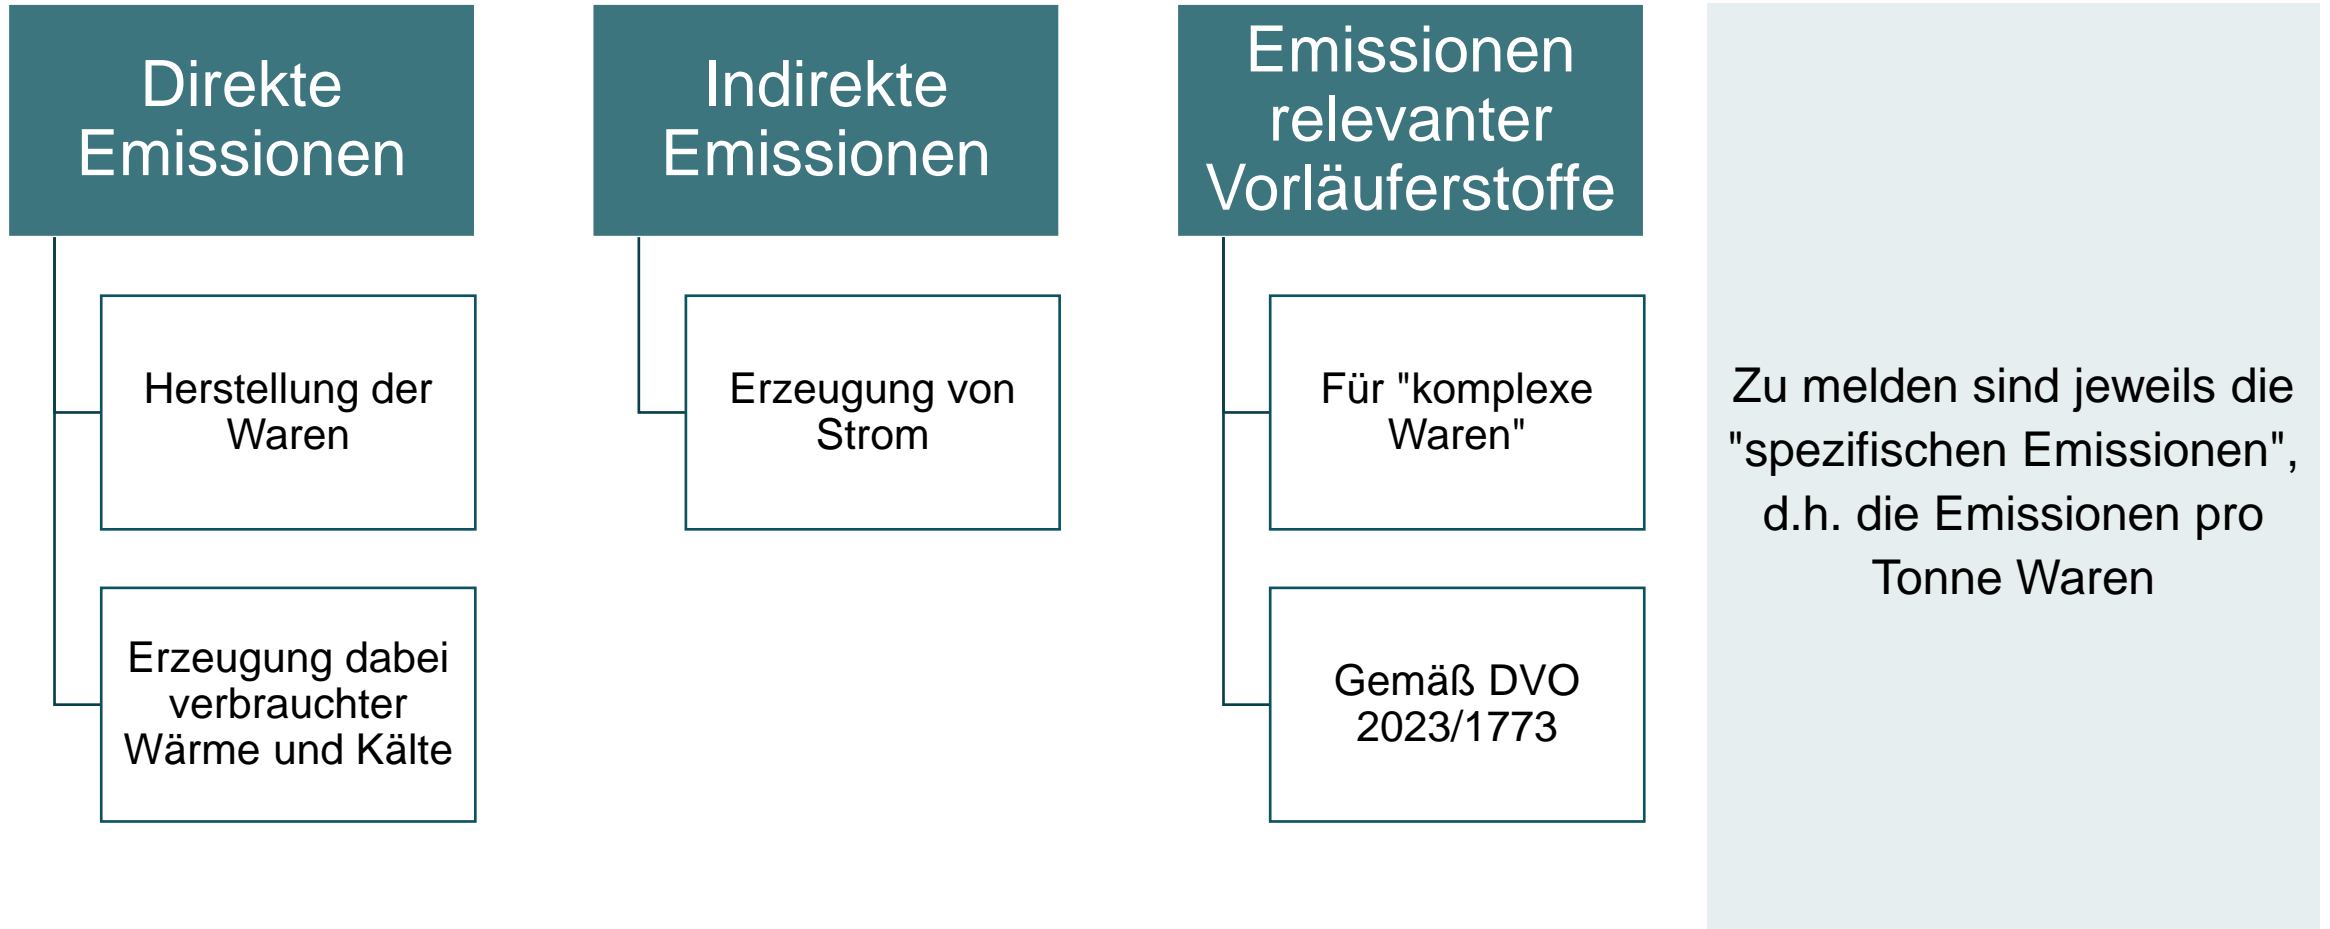 Direkte
Emissionen
Herstellung der
Waren
Erzeugung dabei
verbrauchter
Wärme und Kälte
Indirekte
Emissionen
Erzeugung von
Strom
Emissionen
relevanter
Vorläuferstoffe
Für "komplexe
Waren"
Gemäß DVO
2023/1773
Zu melden sind jeweils die
"spezifischen Emissionen",
d.h. die Emissionen pro
Tonne Waren